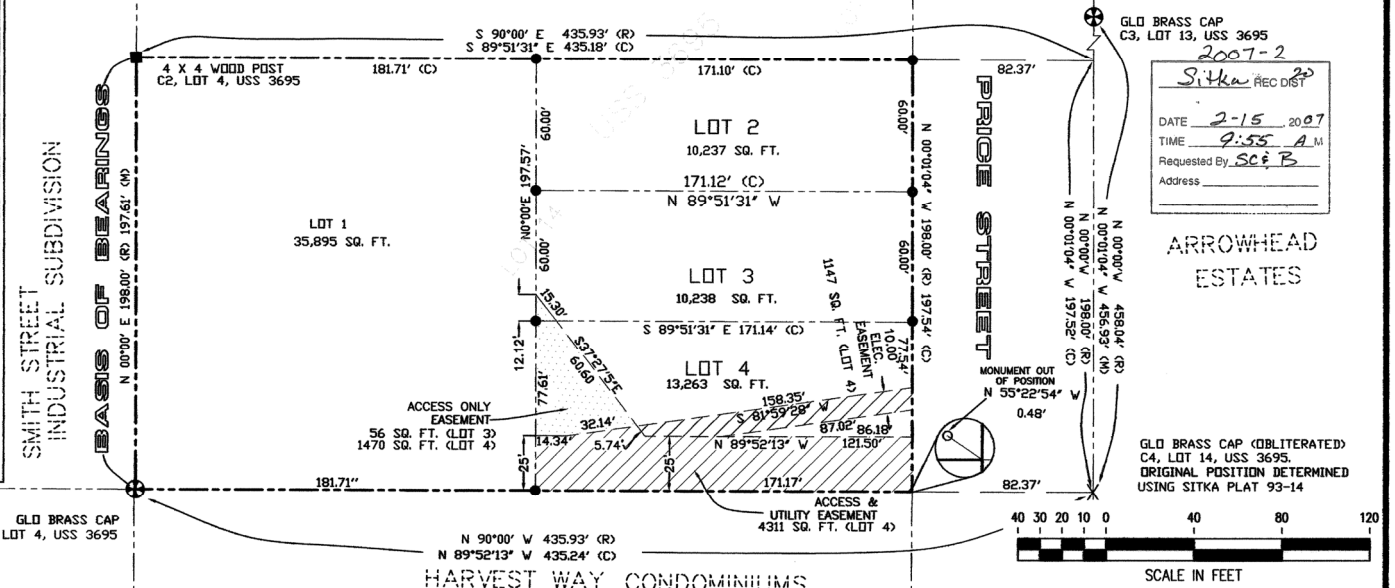 S 90°00' E 435.93' (R)
S 89°51'31" E 435.18' (C)
GLO BRASS CAP
C3, LOT 13, USS 3695
2007-2
Sitka REC DIST
20
DATE 2-15 2007
TIME 9:55 A M
Requested By SC & B
Address
4 X 4 WOOD POST
C2, LOT 4, USS 3695
181.71' (C)
171.10' (C)
82.37'
SMITH STREET
INDUSTRIAL SUBDIVISION
BASIS OF BEARINGS
N 00°00' E 198.00' (R) 197.61' (M)
LOT 1
35,895 SQ. FT.
60.00'
N0°00'E 197.57'
60.00'
LOT 2
10,237 SQ. FT.
171.12' (C)
N 89°51'31" W
60.00'
60.00'
N 00°01'04" W 198.00' (R) 197.54' (C)
PRICE STREET
N 00°01'04" W 197.52' (C)
N 00°00'W 198.00' (R)
N 00°01'04" W 456.93' (M)
N 00°00'W 458.04' (R)
ARROWHEAD
ESTATES
LOT 3
10,238 SQ. FT.
S 89°51'31" E 171.14' (C)
1147 SQ. FT. (LOT 4)
EASEMENT
ELEC.
10.00'
77.54'
15.30'
12.12'
S37°27'5"E
60.60
77.61'
LOT 4
13,263 SQ. FT.
158.35'
S 81°59'28" W
ACCESS ONLY
EASEMENT
56 SQ. FT. (LOT 3)
1470 SQ. FT. (LOT 4)
32.14'
87.02'
86.18'
14.34'
5.74'
N 89°52'13" W
121.50'
25'
25'
MONUMENT OUT
OF POSITION
N 55°22'54" W
0.48'
GLO BRASS CAP (OBLITERATED)
C4, LOT 14, USS 3695.
ORIGINAL POSITION DETERMINED
USING SITKA PLAT 93-14
181.71"
171.17'
82.37'
ACCESS &
UTILITY EASEMENT
4311 SQ. FT. (LOT 4)
GLO BRASS CAP
LOT 4, USS 3695
N 90°00' W 435.93' (R)
N 89°52'13" W 435.24' (C)
HARVEST WAY CONDOMINIUMS
40 30 20 10 0 40 80 120
SCALE IN FEET